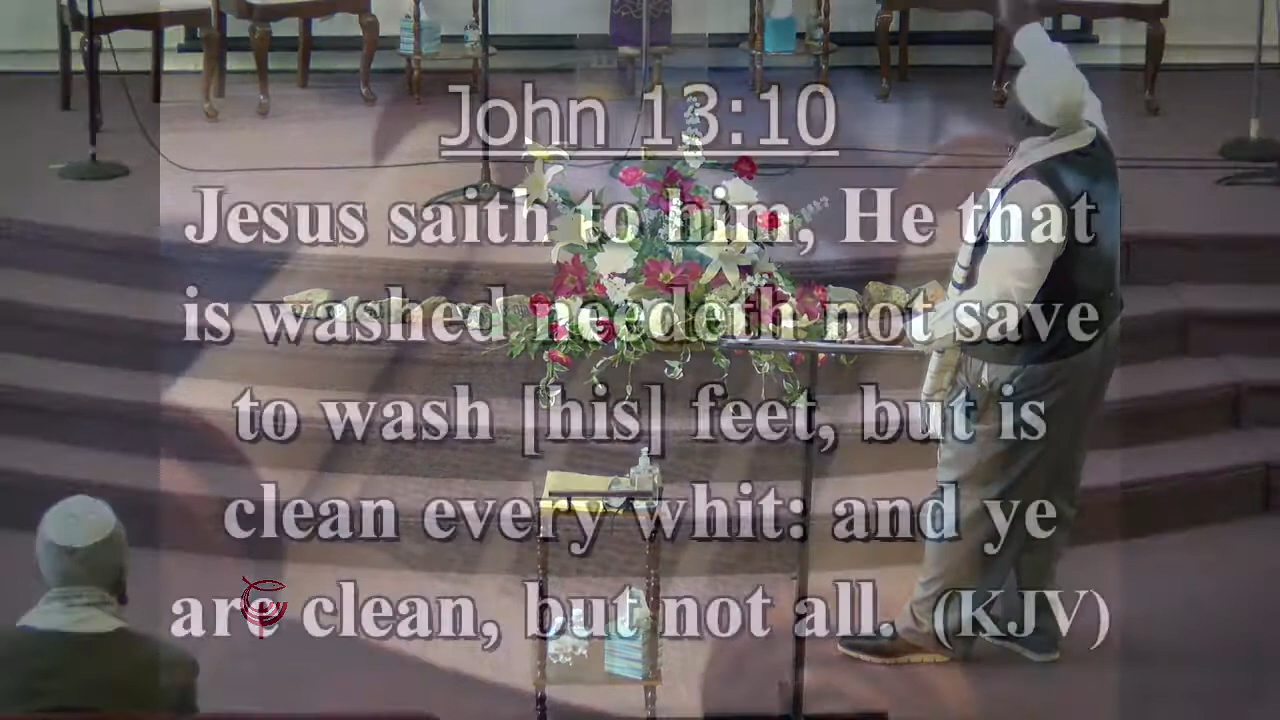 John 13:10
Jesus saith to him, He that
is washed needeth not save
to wash [his] feet, but is
clean every whit: and ye
are clean, but not all. (KJV)